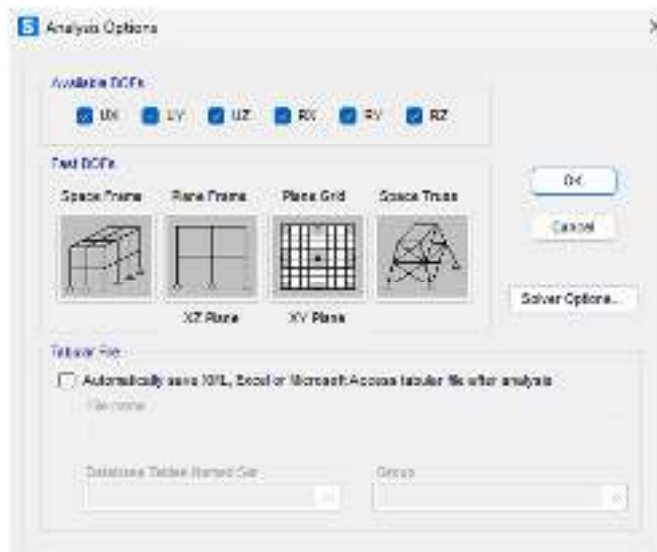 Analysis Options
Available DOFs
UX UY UZ RX RY RZ
Fast DOFs
Space Frame Plane Frame Plane Grid Space Truss
OK
Cancel
XZ Plane XY Plane
Solver Options...
Tabular File
Automatically save XML, Excel or Microsoft Access tabular file after analysis
File name
Database Tables Named Set Group